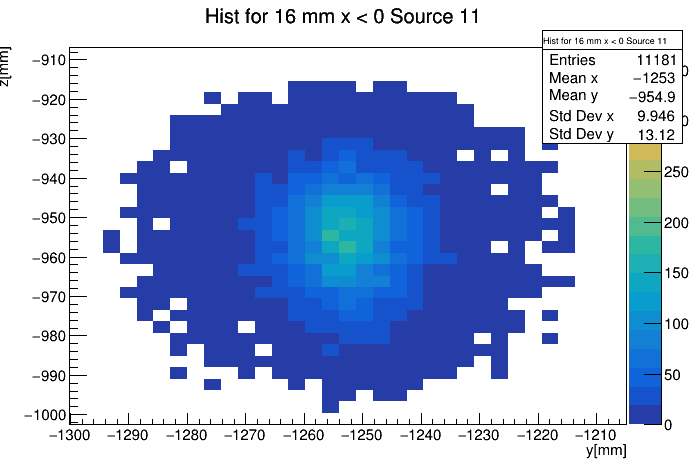 Hist for 16 mm x < 0 Source 11
Hist for 16 mm x < 0 Source 11
Entries 11181
Mean x −1253
Mean y −954.9
Std Dev x 9.946
Std Dev y 13.12
z[mm]
−910
−920
−930
−940
−950
−960
−970
−980
−990
−1000
−1300 −1290 −1280 −1270 −1260 −1250 −1240 −1230 −1220 −1210
y[mm]
250
200
150
100
50
0